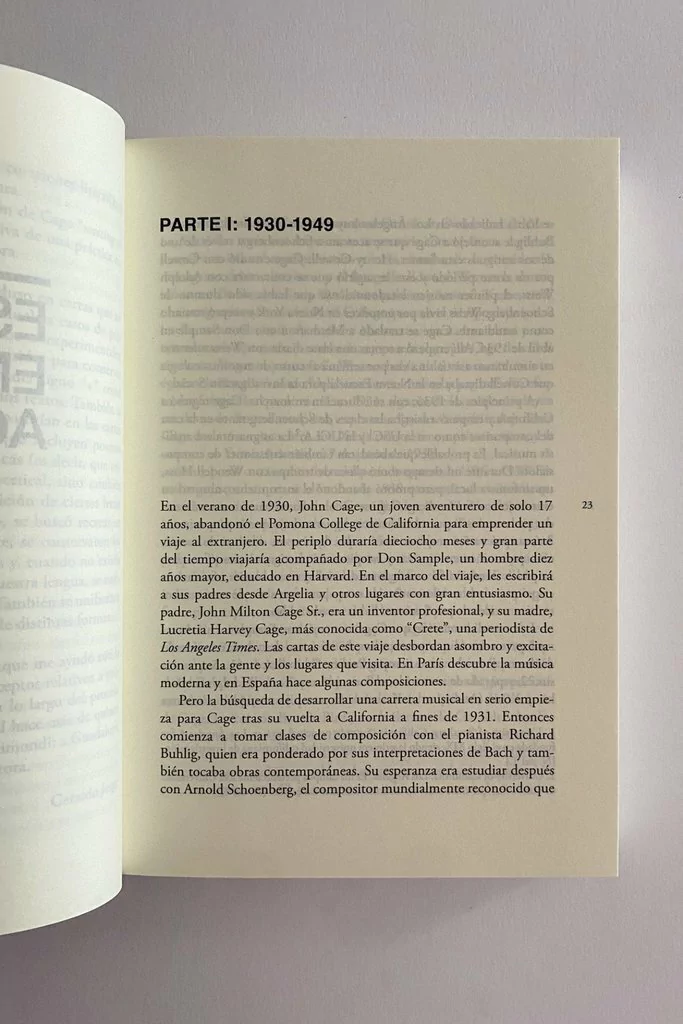 PARTE I: 1930-1949
En el verano de 1930, John Cage, un joven aventurero de solo 17
23
años, abandonó el Pomona College de California para emprender un
viaje al extranjero. El periplo duraría dieciocho meses y gran parte
del tiempo viajaría acompañado por Don Sample, un hombre diez
años mayor, educado en Harvard. En el marco del viaje, les escribirá
a sus padres desde Argelia y otros lugares con gran entusiasmo. Su
padre, John Milton Cage Sr., era un inventor profesional, y su madre,
Lucretia Harvey Cage, más conocida como “Crete”, una periodista de
Los Angeles Times. Las cartas de este viaje desbordan asombro y excita-
ción ante la gente y los lugares que visita. En París descubre la música
moderna y en España hace algunas composiciones.
Pero la búsqueda de desarrollar una carrera musical en serio empie-
za para Cage tras su vuelta a California a fines de 1931. Entonces
comienza a tomar clases de composición con el pianista Richard
Buhlig, quien era ponderado por sus interpretaciones de Bach y tam-
bién tocaba obras contemporáneas. Su esperanza era estudiar después
con Arnold Schoenberg, el compositor mundialmente reconocido que